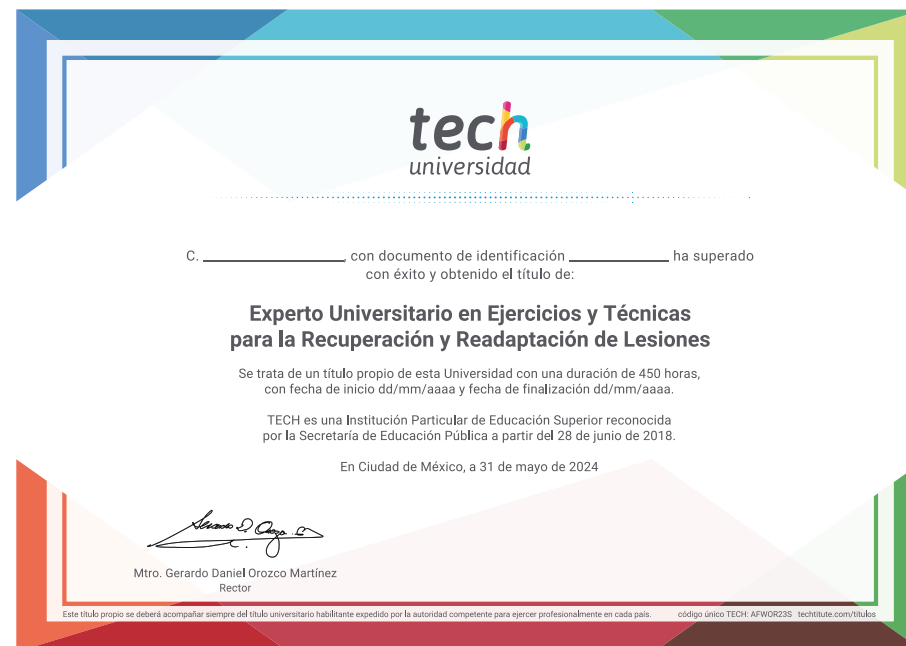 tech
universidad
C. ____________, con documento de identificación ____________ ha superado
con éxito y obtenido el título de:
Experto Universitario en Ejercicios y Técnicas
para la Recuperación y Readaptación de Lesiones
Se trata de un título propio de esta Universidad con una duración de 450 horas,
con fecha de inicio dd/mm/aaaa y fecha de finalización dd/mm/aaaa.
TECH es una Institución Particular de Educación Superior reconocida
por la Secretaría de Educación Pública a partir del 28 de junio de 2018.
En Ciudad de México, a 31 de mayo de 2024
Mtro. Gerardo Daniel Orozco Martínez
Rector
Este título propio se deberá acompañar siempre del título universitario habilitante expedido por la autoridad competente para ejercer profesionalmente en cada país. código único TECH: AFWOR23S techtitute.com/titulos